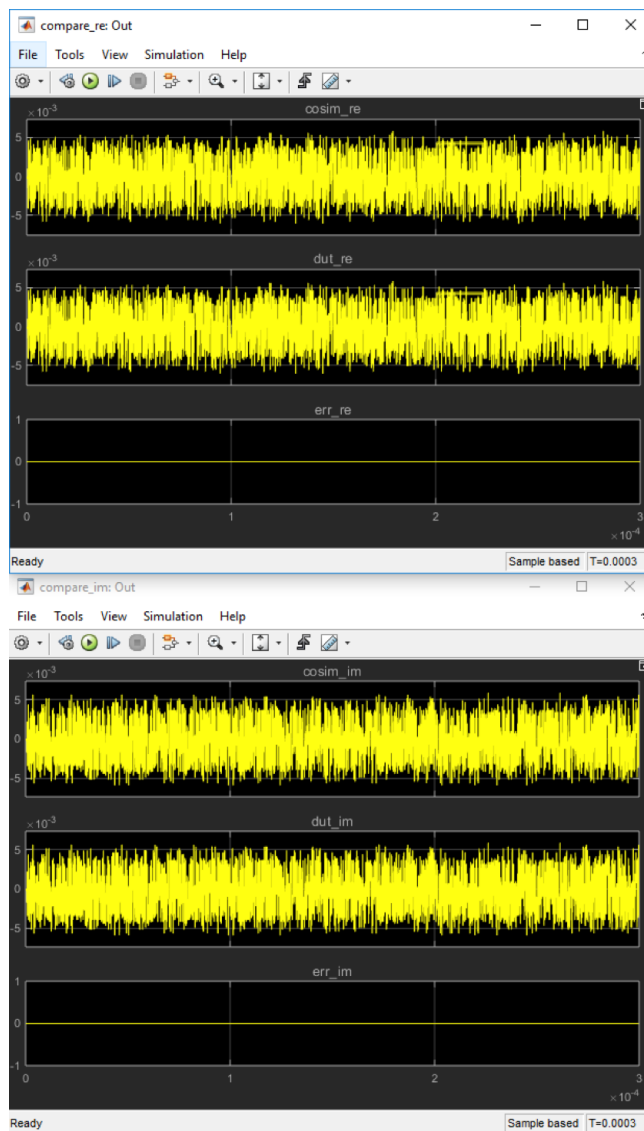 compare_re: Out
File Tools View Simulation Help
×10⁻³
cosim_re
5
0
-5
×10⁻³
dut_re
5
0
-5
err_re
1
0
-1
0 1 2 3
×10⁻⁴
Ready Sample based T=0.0003
compare_im: Out
File Tools View Simulation Help
×10⁻³
cosim_im
5
0
-5
×10⁻³
dut_im
5
0
-5
err_im
1
0
-1
0 1 2 3
×10⁻⁴
Ready Sample based T=0.0003